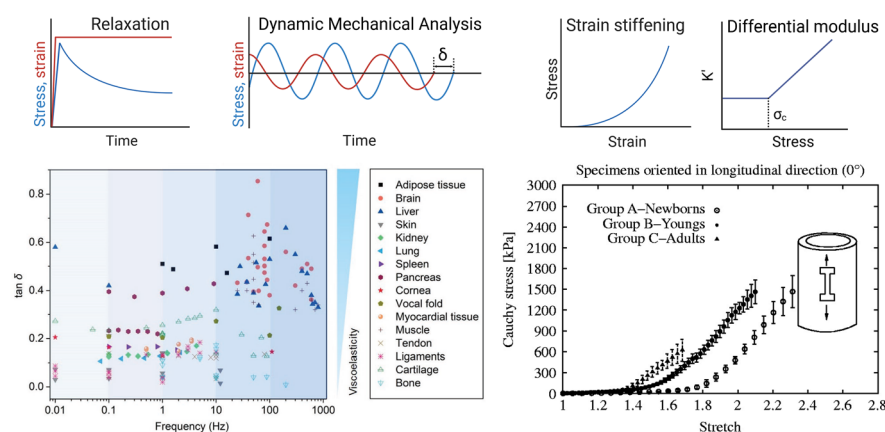 Relaxation
Stress, strain
Time
Dynamic Mechanical Analysis
Stress, strain
δ
Time
Strain stiffening
Stress
Strain
Differential modulus
K'
σc
Stress
tan δ
0.8
0.6
0.4
0.2
0.0
0.01 0.1 1 10 100 1000
Frequency (Hz)
Viscoelasticity
Adipose tissue
Brain
Liver
Skin
Kidney
Lung
Spleen
Pancreas
Cornea
Vocal fold
Myocardial tissue
Muscle
Tendon
Ligaments
Cartilage
Bone
Specimens oriented in longitudinal direction (0°)
Cauchy stress [kPa]
3000
2700
2400
2100
1800
1500
1200
900
600
300
0
Group A–Newborns
Group B–Youngs
Group C–Adults
I
1 1.2 1.4 1.6 1.8 2 2.2 2.4 2.6 2.8
Stretch